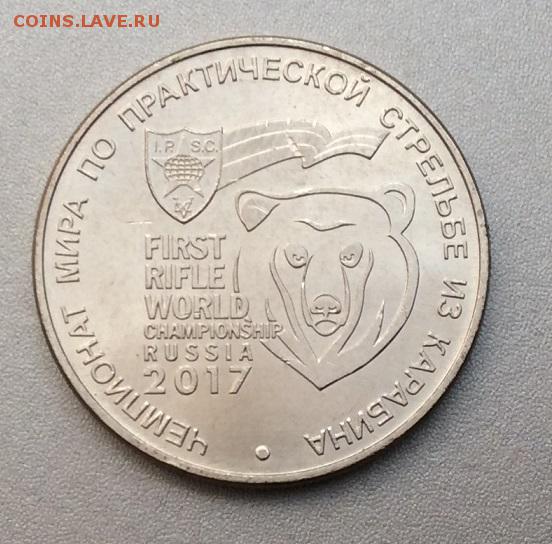 COINS.LAVE.RU
ЧЕМПИОНАТ МИРА ПО ПРАКТИЧЕСКОЙ СТРЕЛЬБЕ ИЗ КАРАБИНА
I.P.S.C.
FIRST
RIFLE
WORLD
CHAMPIONSHIP
RUSSIA
2017